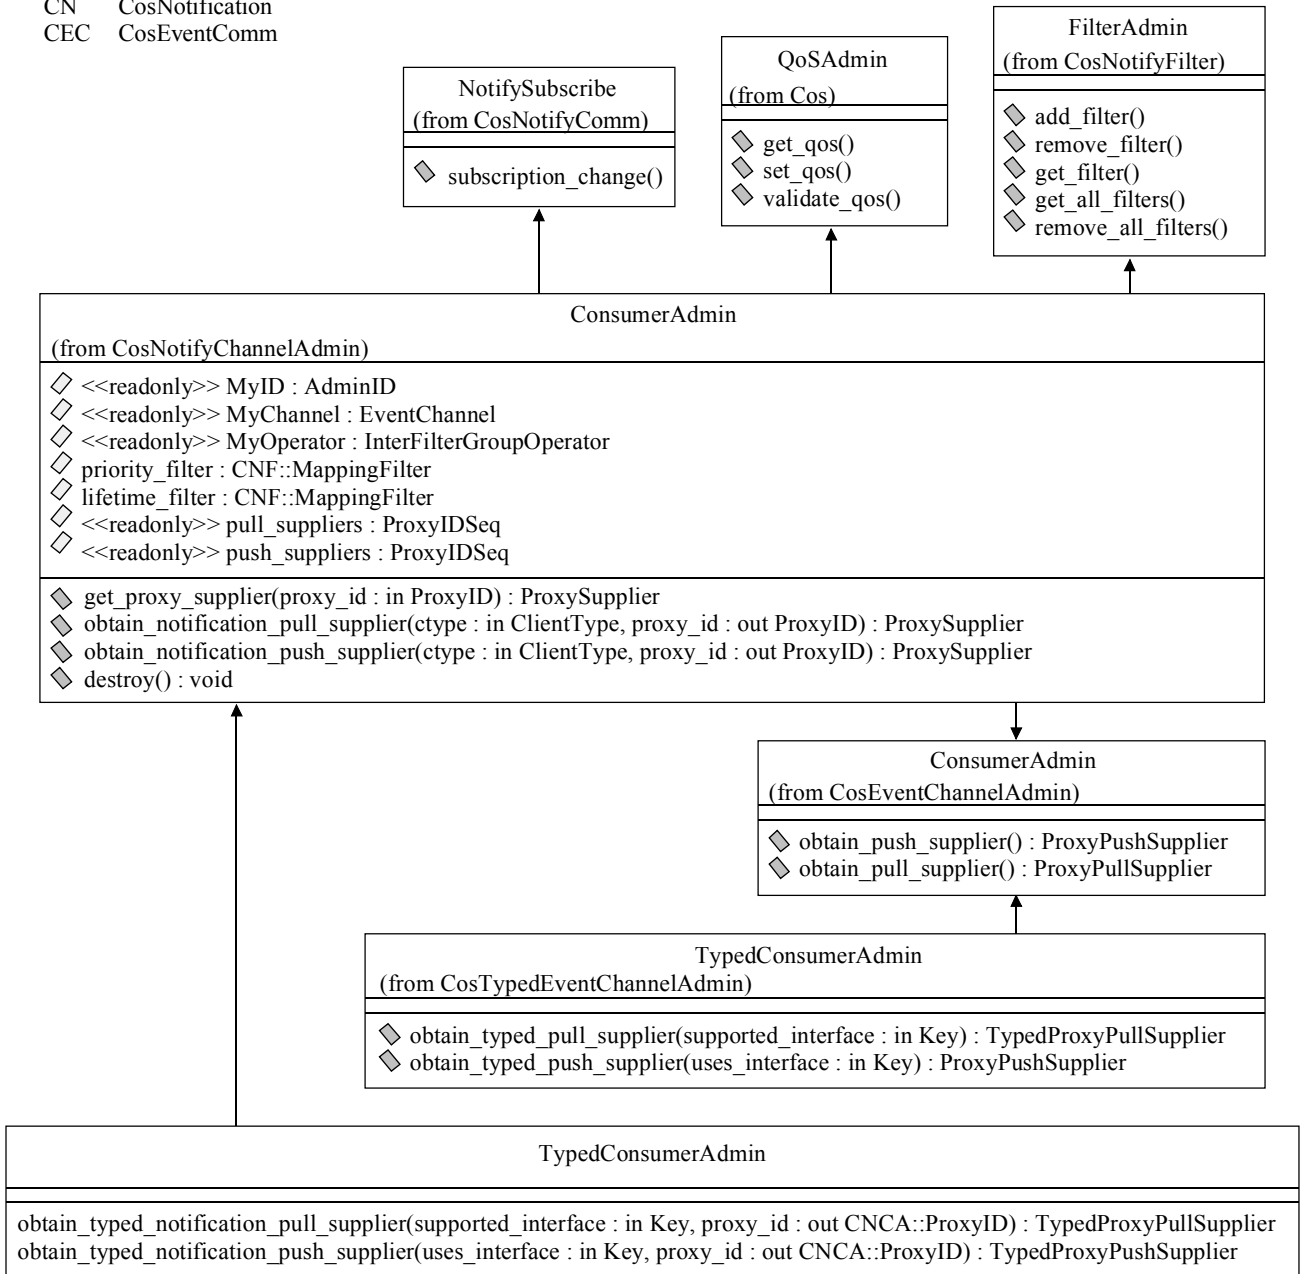 CN CosNotification
CEC CosEventComm
FilterAdmin
(from CosNotifyFilter)
add_filter()
remove_filter()
get_filter()
get_all_filters()
remove_all_filters()
QoSAdmin
(from Cos)
get_qos()
set_qos()
validate_qos()
NotifySubscribe
(from CosNotifyComm)
subscription_change()
ConsumerAdmin
(from CosNotifyChannelAdmin)
<<readonly>> MyID : AdminID
<<readonly>> MyChannel : EventChannel
<<readonly>> MyOperator : InterFilterGroupOperator
priority_filter : CNF::MappingFilter
lifetime_filter : CNF::MappingFilter
<<readonly>> pull_suppliers : ProxyIDSeq
<<readonly>> push_suppliers : ProxyIDSeq
get_proxy_supplier(proxy_id : in ProxyID) : ProxySupplier
obtain_notification_pull_supplier(ctype : in ClientType, proxy_id : out ProxyID) : ProxySupplier
obtain_notification_push_supplier(ctype : in ClientType, proxy_id : out ProxyID) : ProxySupplier
destroy() : void
ConsumerAdmin
(from CosEventChannelAdmin)
obtain_push_supplier() : ProxyPushSupplier
obtain_pull_supplier() : ProxyPullSupplier
TypedConsumerAdmin
(from CosTypedEventChannelAdmin)
obtain_typed_pull_supplier(supported_interface : in Key) : TypedProxyPullSupplier
obtain_typed_push_supplier(uses_interface : in Key) : ProxyPushSupplier
TypedConsumerAdmin
obtain_typed_notification_pull_supplier(supported_interface : in Key, proxy_id : out CNCA::ProxyID) : TypedProxyPullSupplier
obtain_typed_notification_push_supplier(uses_interface : in Key, proxy_id : out CNCA::ProxyID) : TypedProxyPushSupplier